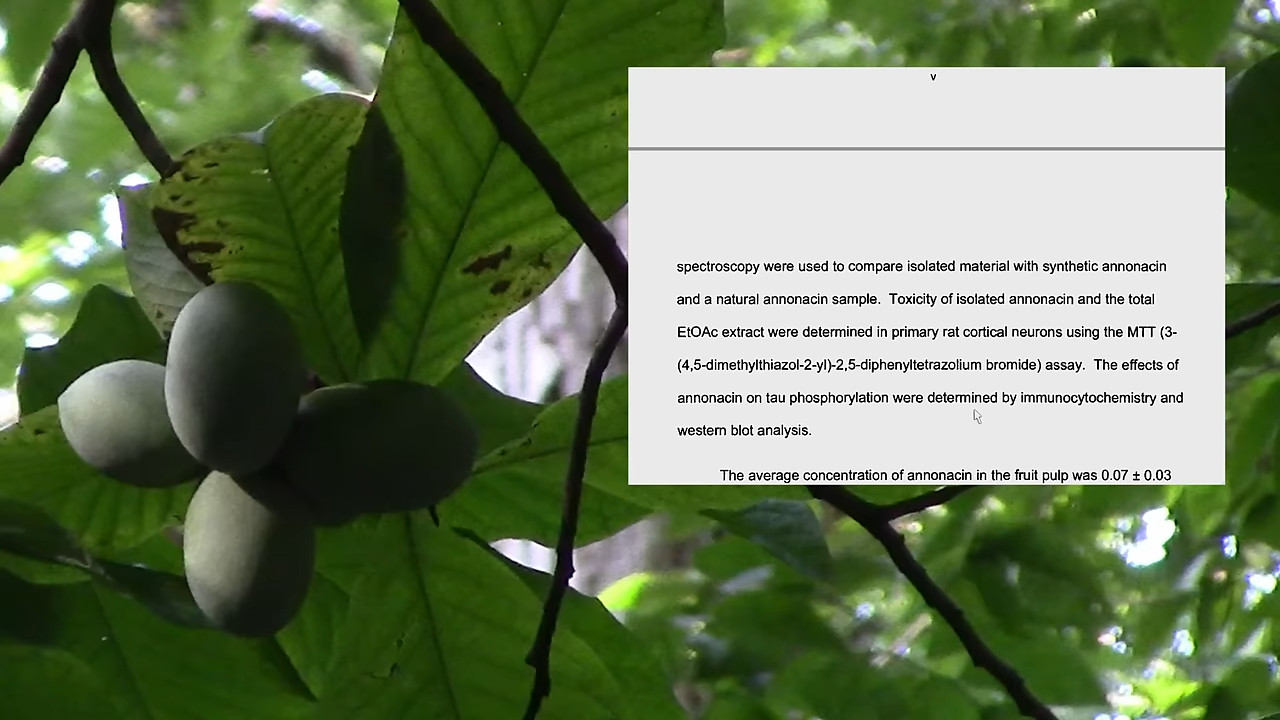 v
spectroscopy were used to compare isolated material with synthetic annonacin
and a natural annonacin sample.  Toxicity of isolated annonacin and the total
EtOAc extract were determined in primary rat cortical neurons using the MTT (3-
(4,5-dimethylthiazol-2-yl)-2,5-diphenyltetrazolium bromide) assay.  The effects of
annonacin on tau phosphorylation were determined by immunocytochemistry and
western blot analysis.
The average concentration of annonacin in the fruit pulp was 0.07 ± 0.03